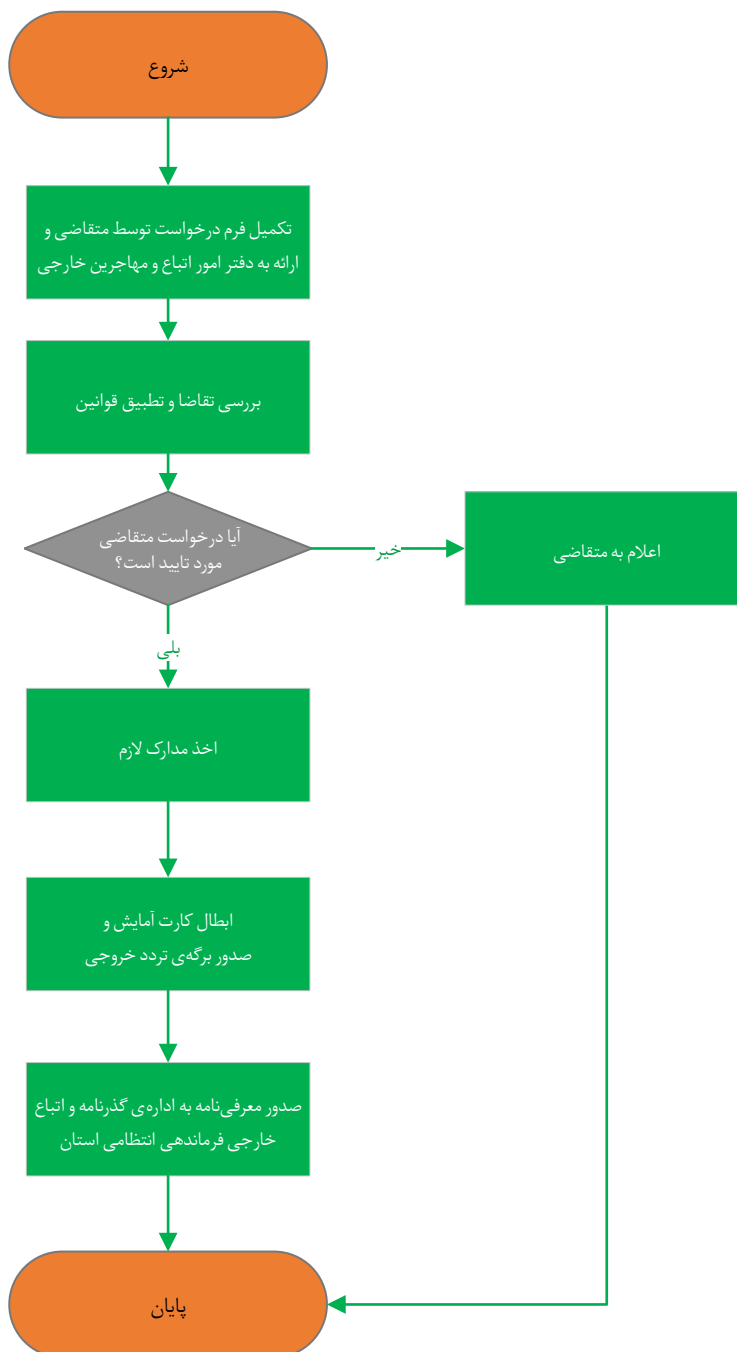 شروع
تکمیل فرم درخواست توسط متقاضی و
ارائه به دفتر امور اتباع و مهاجرین خارجی
بررسی تقاضا و تطبیق قوانین
آیا درخواست متقاضی
مورد تایید است؟
خیر
اعلام به متقاضی
بلی
اخذ مدارک لازم
ابطال کارت آمایش و
صدور برگه‌ی تردد خروجی
صدور معرفی‌نامه به اداره‌ی گذرنامه و اتباع
خارجی فرماندهی انتظامی استان
پایان